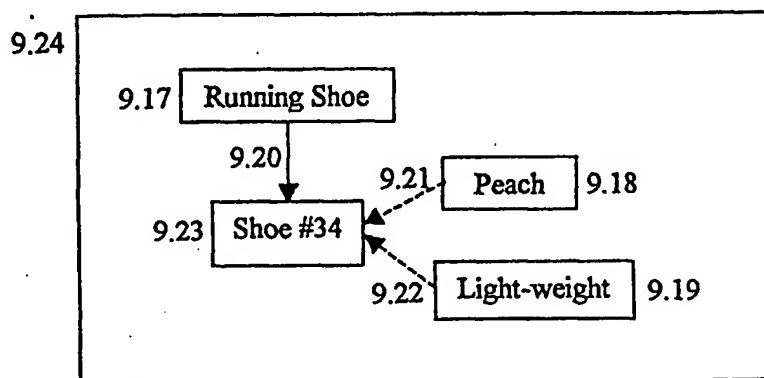 9.24
9.17 Running Shoe
9.20
9.21 Peach 9.18
9.23 Shoe #34
9.22 Light-weight 9.19